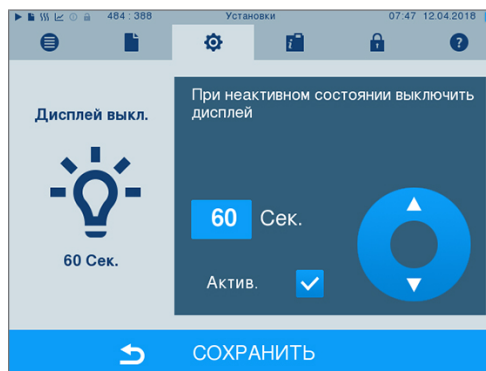 484 : 388 Установки 07:47 12.04.2018
Дисплей выкл.
60 Сек.
При неактивном состоянии выключить
дисплей
60 Сек.
Актив.
СОХРАНИТЬ